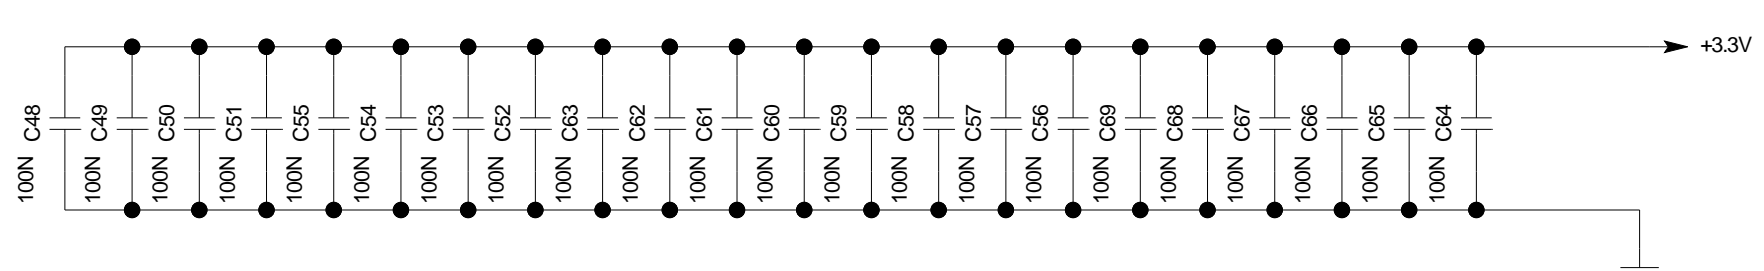 +3.3V
100N C48
100N C49
100N C50
100N C51
100N C55
100N C54
100N C53
100N C52
100N C63
100N C62
100N C61
100N C60
100N C59
100N C58
100N C57
100N C56
100N C69
100N C68
100N C67
100N C66
100N C65
100N C64